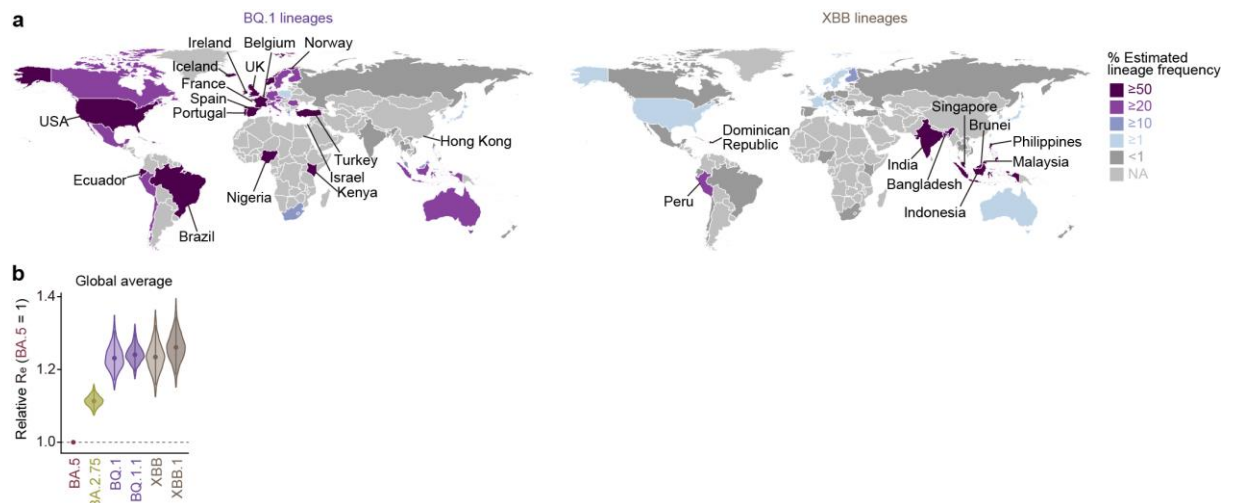 a
BQ.1 lineages
Ireland
Belgium
Norway
Iceland
UK
France
Spain
Portugal
USA
Hong Kong
Turkey
Israel
Kenya
Nigeria
Ecuador
Brazil
XBB lineages
Singapore
Brunei
Dominican
Republic
Philippines
Malaysia
India
Bangladesh
Indonesia
Peru
% Estimated
lineage frequency
≥50
≥20
≥10
≥1
<1
NA
b
Global average
Relative Re (BA.5 = 1)
1.4
1.2
1.0
BA.5
BA.2.75
BQ.1
BQ.1.1
XBB
XBB.1